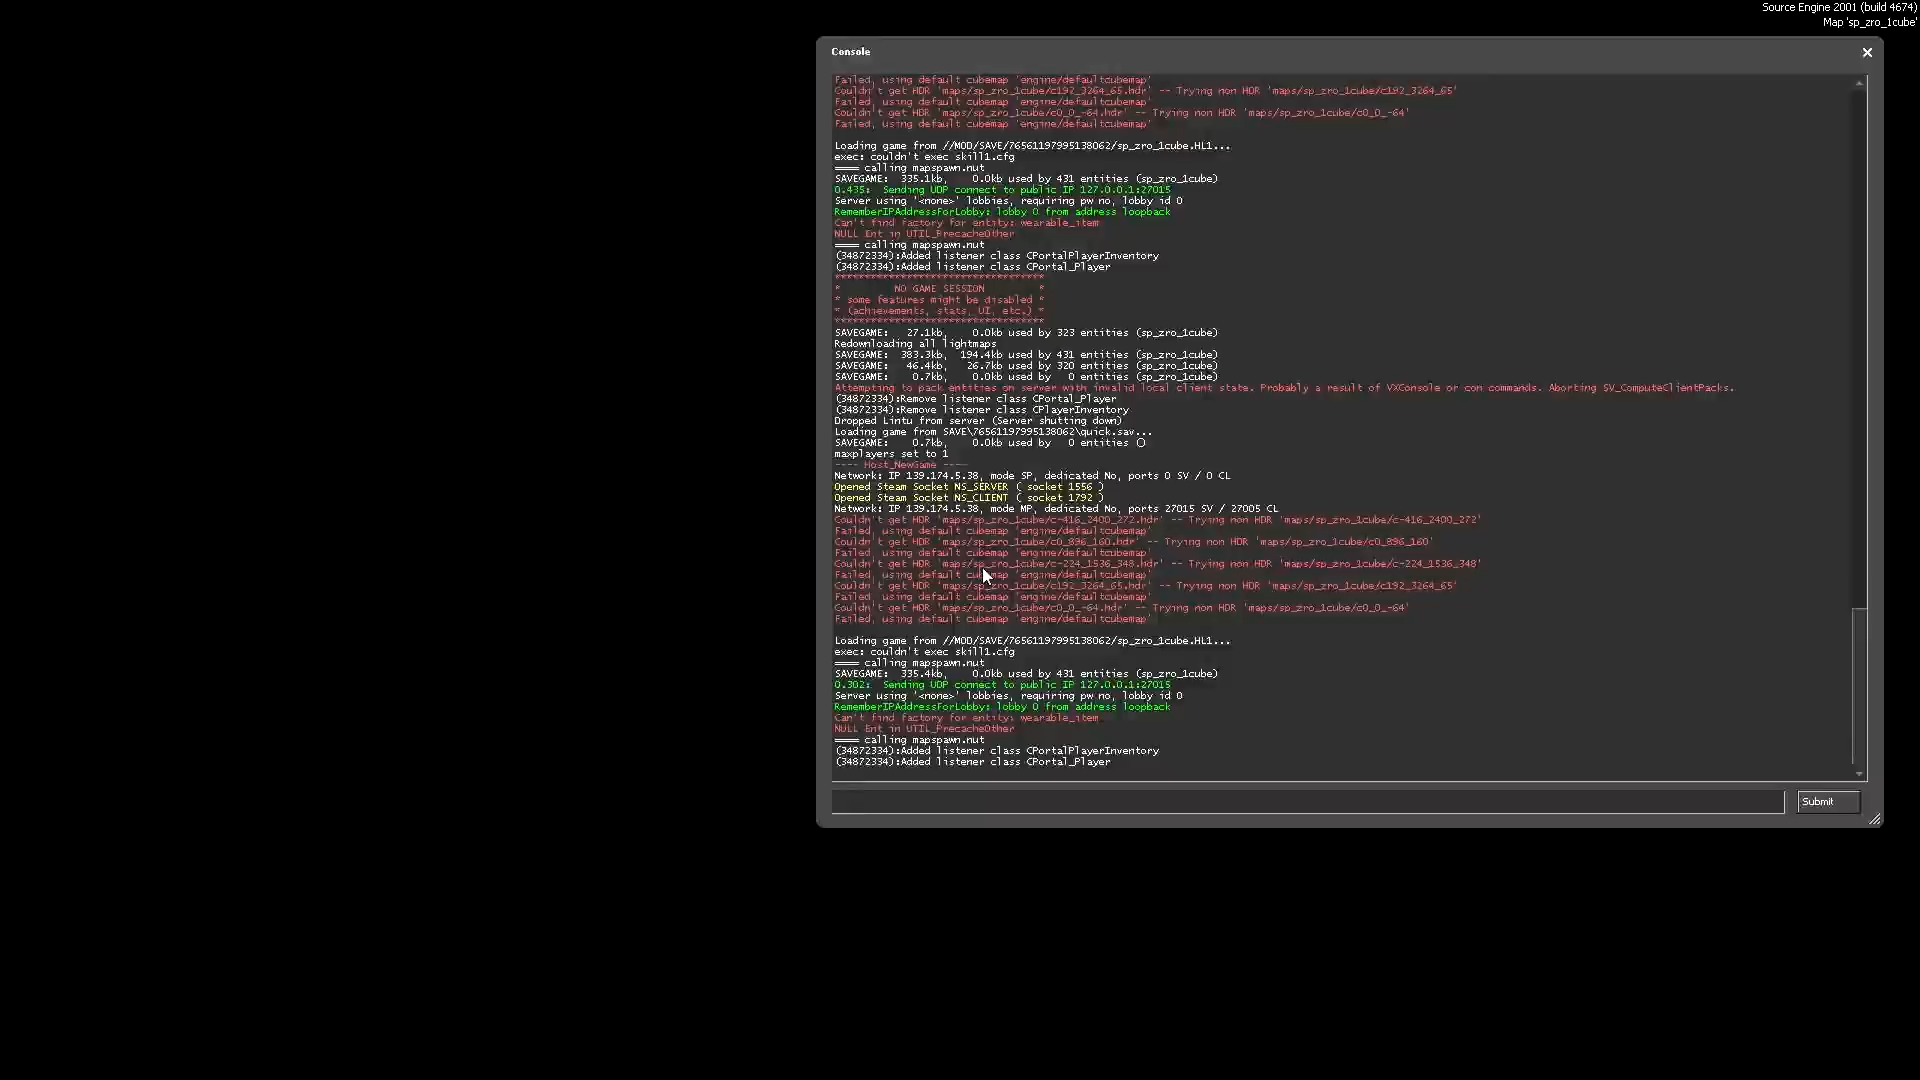 Source Engine 2001 (build 4674)
Map 'sp_zro_1cube'
Console
Failed, using default cubemap 'engine/defaultcubemap'
Couldn't get HDR 'maps/sp_zro_1cube/c192_3264_65.hdr' -- Trying non HDR 'maps/sp_zro_1cube/c192_3264_65'
Failed, using default cubemap 'engine/defaultcubemap'
Couldn't get HDR 'maps/sp_zro_1cube/c0_0_-64.hdr' -- Trying non HDR 'maps/sp_zro_1cube/c0_0_-64'
Failed, using default cubemap 'engine/defaultcubemap'
Loading game from //MOD/SAVE/76561197995138062/sp_zro_1cube.HL1...
exec: couldn't exec skill1.cfg
==== calling mapspawn.nut
SAVEGAME:  335.1kb,    0.0kb used by 431 entities (sp_zro_1cube)
0.435:  Sending UDP connect to public IP 127.0.0.1:27015
Server using '<none>' lobbies, requiring pw no, lobby id 0
RememberIPAddressForLobby: lobby 0 from address loopback
Can't find factory for entity: wearable_item
NULL Ent in UTIL_PrecacheOther
==== calling mapspawn.nut
(34872334):Added listener class CPortalPlayerInventory
(34872334):Added listener class CPortal_Player
***********************************
*         NO GAME SESSION         *
* some features might be disabled *
* (achievements, stats, UI, etc.) *
***********************************
SAVEGAME:   27.1kb,    0.0kb used by 323 entities (sp_zro_1cube)
Redownloading all lightmaps
SAVEGAME:  383.3kb,  194.4kb used by 431 entities (sp_zro_1cube)
SAVEGAME:   46.4kb,   26.7kb used by 320 entities (sp_zro_1cube)
SAVEGAME:    0.7kb,    0.0kb used by   0 entities (sp_zro_1cube)
Attempting to pack entities on server with invalid local client state. Probably a result of VXConsole or con commands. Aborting SV_ComputeClientPacks.
(34872334):Remove listener class CPortal_Player
(34872334):Remove listener class CPlayerInventory
Dropped Lintu from server (Server shutting down)
Loading game from SAVE\76561197995138062\quick.sav...
SAVEGAME:    0.7kb,    0.0kb used by   0 entities ()
maxplayers set to 1
---- Host_NewGame ----
Network: IP 139.174.5.38, mode SP, dedicated No, ports 0 SV / 0 CL
Opened Steam Socket NS_SERVER ( socket 1556 )
Opened Steam Socket NS_CLIENT ( socket 1792 )
Network: IP 139.174.5.38, mode MP, dedicated No, ports 27015 SV / 27005 CL
Couldn't get HDR 'maps/sp_zro_1cube/c-416_2400_272.hdr' -- Trying non HDR 'maps/sp_zro_1cube/c-416_2400_272'
Failed, using default cubemap 'engine/defaultcubemap'
Couldn't get HDR 'maps/sp_zro_1cube/c0_896_160.hdr' -- Trying non HDR 'maps/sp_zro_1cube/c0_896_160'
Failed, using default cubemap 'engine/defaultcubemap'
Couldn't get HDR 'maps/sp_zro_1cube/c-224_1536_348.hdr' -- Trying non HDR 'maps/sp_zro_1cube/c-224_1536_348'
Failed, using default cubemap 'engine/defaultcubemap'
Couldn't get HDR 'maps/sp_zro_1cube/c192_3264_65.hdr' -- Trying non HDR 'maps/sp_zro_1cube/c192_3264_65'
Failed, using default cubemap 'engine/defaultcubemap'
Couldn't get HDR 'maps/sp_zro_1cube/c0_0_-64.hdr' -- Trying non HDR 'maps/sp_zro_1cube/c0_0_-64'
Failed, using default cubemap 'engine/defaultcubemap'
Loading game from //MOD/SAVE/76561197995138062/sp_zro_1cube.HL1...
exec: couldn't exec skill1.cfg
==== calling mapspawn.nut
SAVEGAME:  335.4kb,    0.0kb used by 431 entities (sp_zro_1cube)
0.302:  Sending UDP connect to public IP 127.0.0.1:27015
Server using '<none>' lobbies, requiring pw no, lobby id 0
RememberIPAddressForLobby: lobby 0 from address loopback
Can't find factory for entity: wearable_item
NULL Ent in UTIL_PrecacheOther
==== calling mapspawn.nut
(34872334):Added listener class CPortalPlayerInventory
(34872334):Added listener class CPortal_Player
Submit